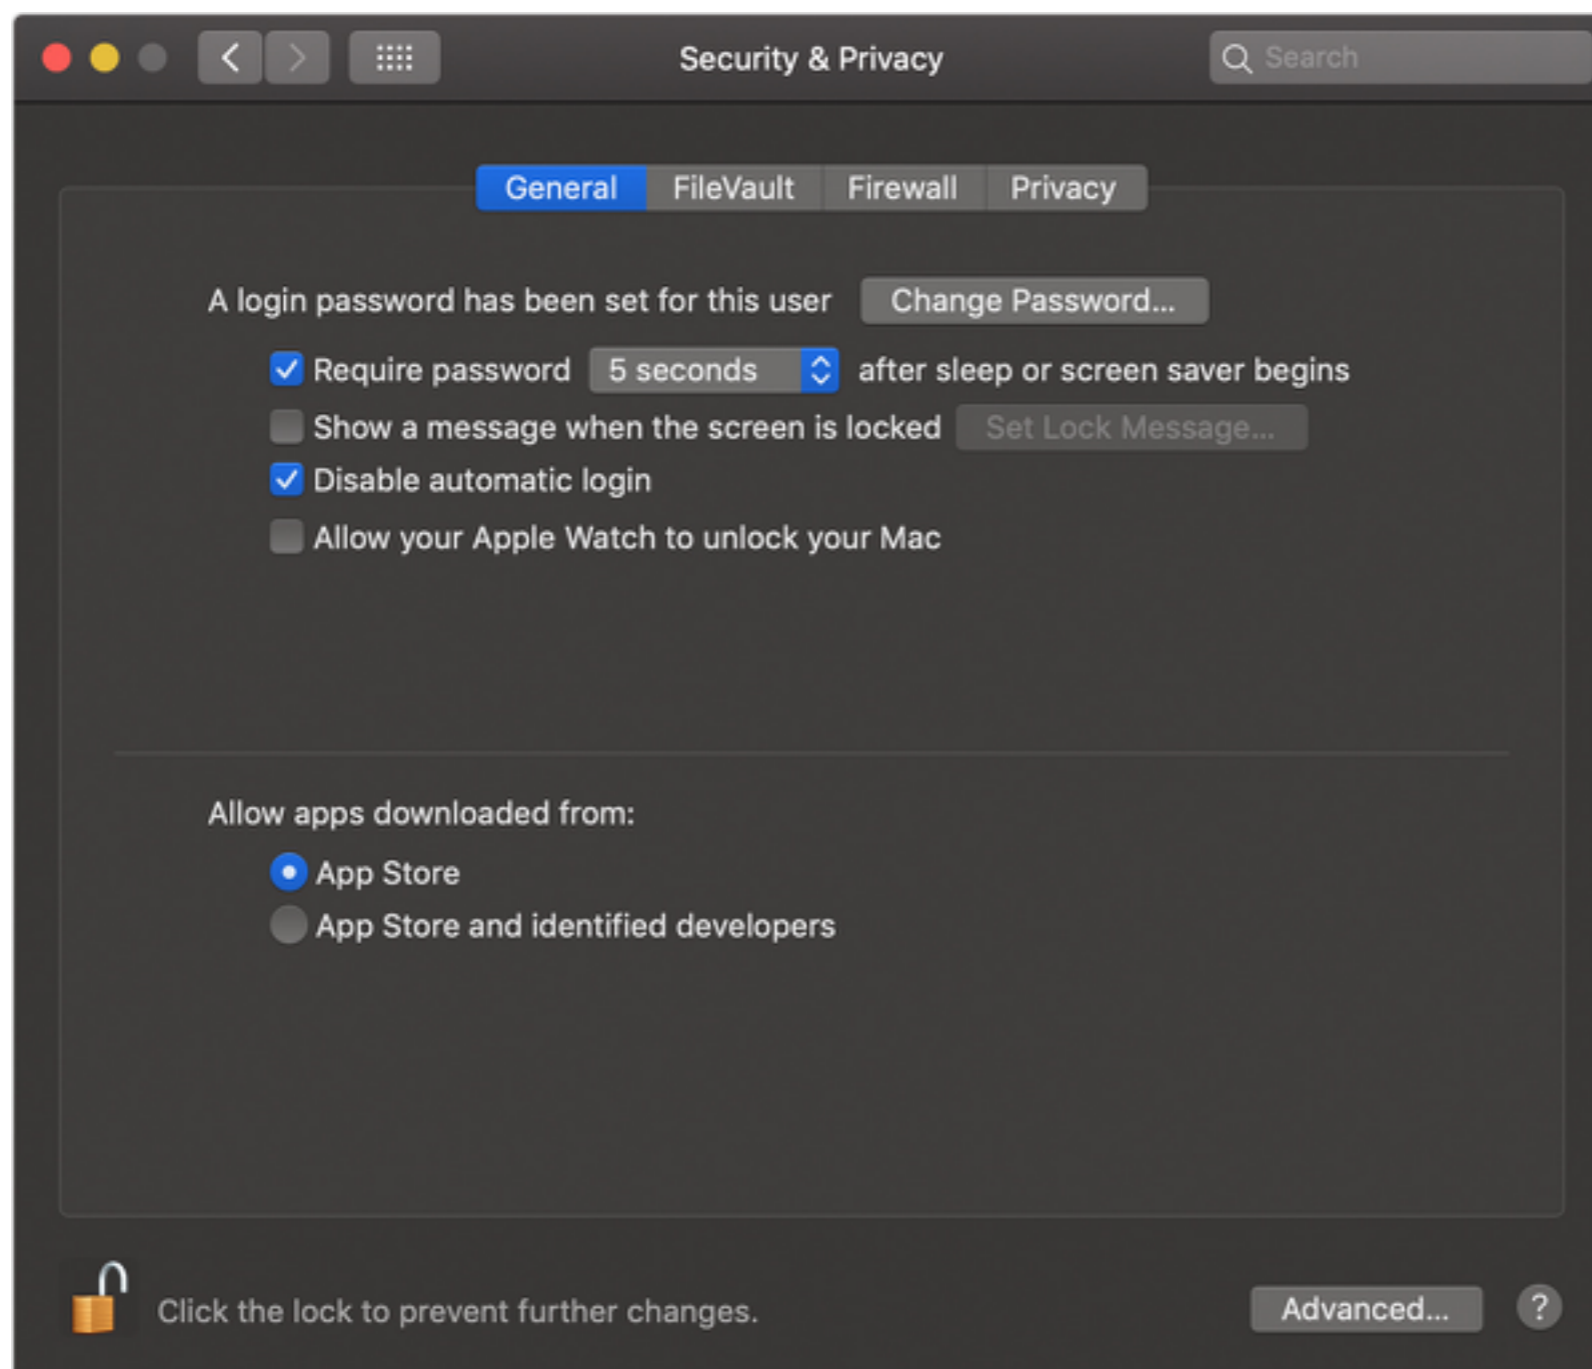 Security & Privacy
Search
General FileVault Firewall Privacy
A login password has been set for this user Change Password...
Require password 5 seconds after sleep or screen saver begins
Show a message when the screen is locked Set Lock Message...
Disable automatic login
Allow your Apple Watch to unlock your Mac
Allow apps downloaded from:
App Store
App Store and identified developers
Click the lock to prevent further changes. Advanced... ?